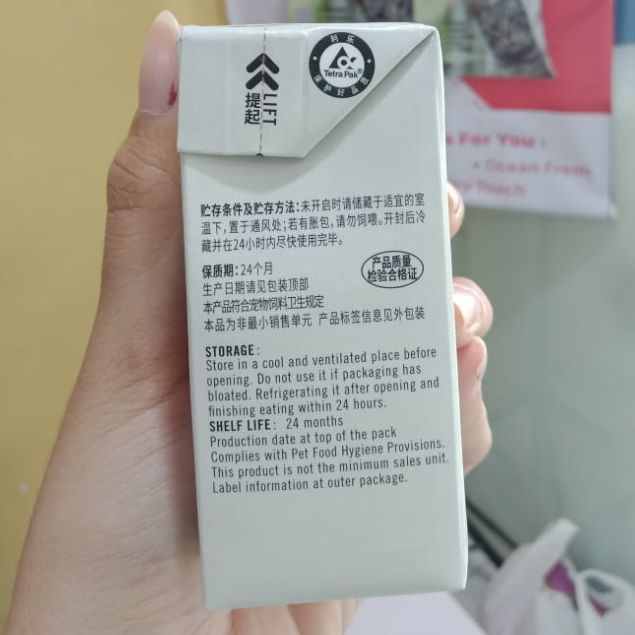 利乐
Tetra Pak®
保护好品质
LIFT
提起
贮存条件及贮存方法:未开启时请储藏于适宜的室
温下,置于通风处;若有胀包,请勿饲喂。开封后冷
藏并在24小时内尽快使用完毕。
保质期:24个月
生产日期请见包装顶部
本产品符合宠物饲料卫生规定
本品为非最小销售单元 产品标签信息见外包装
产品质量
检验合格证
STORAGE:
Store in a cool and ventilated place before
opening. Do not use it if packaging has
bloated. Refrigerating it after opening and
finishing eating within 24 hours.
SHELF LIFE: 24 months
Production date at top of the pack
Complies with Pet Food Hygiene Provisions.
This product is not the minimum sales unit.
Label information at outer package.
For You :
• Ocean Fresh
Touch